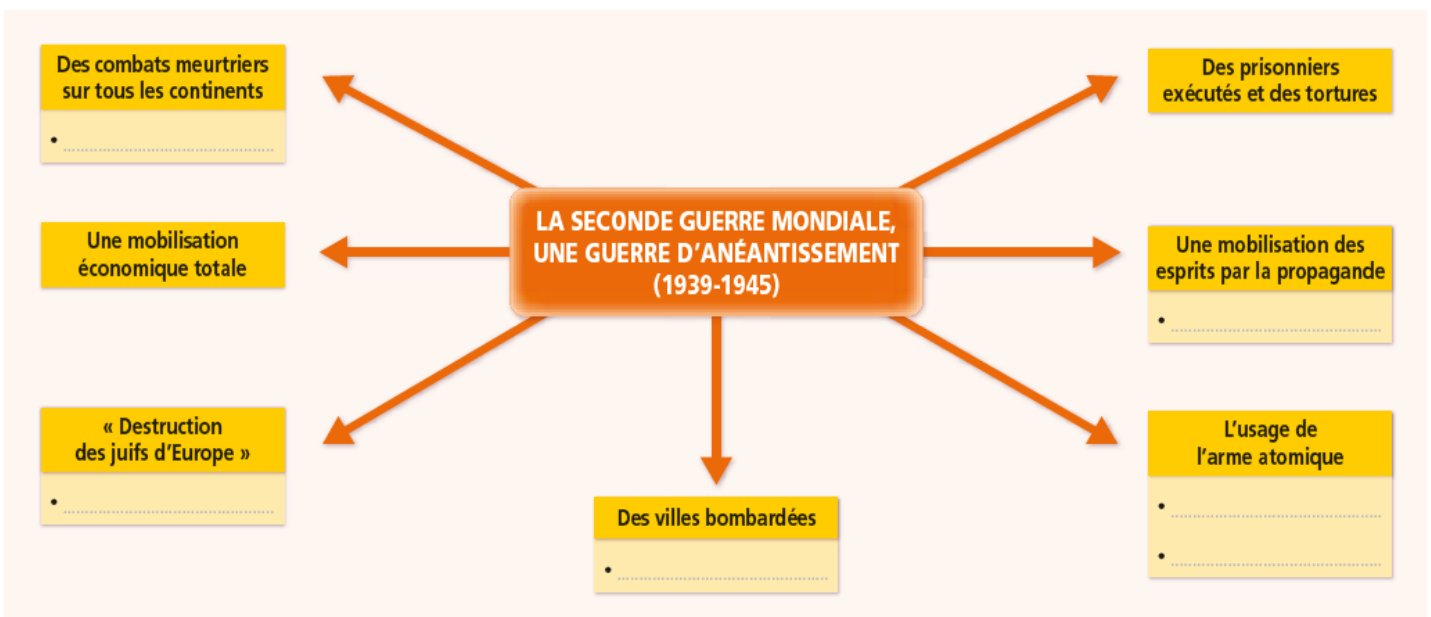 Des combats meurtriers
sur tous les continents
•
Une mobilisation
économique totale
« Destruction
des juifs d'Europe »
•
LA SECONDE GUERRE MONDIALE,
UNE GUERRE D'ANÉANTISSEMENT
(1939-1945)
Des villes bombardées
•
Des prisonniers
exécutés et des tortures
Une mobilisation des
esprits par la propagande
•
L'usage de
l'arme atomique
•
•